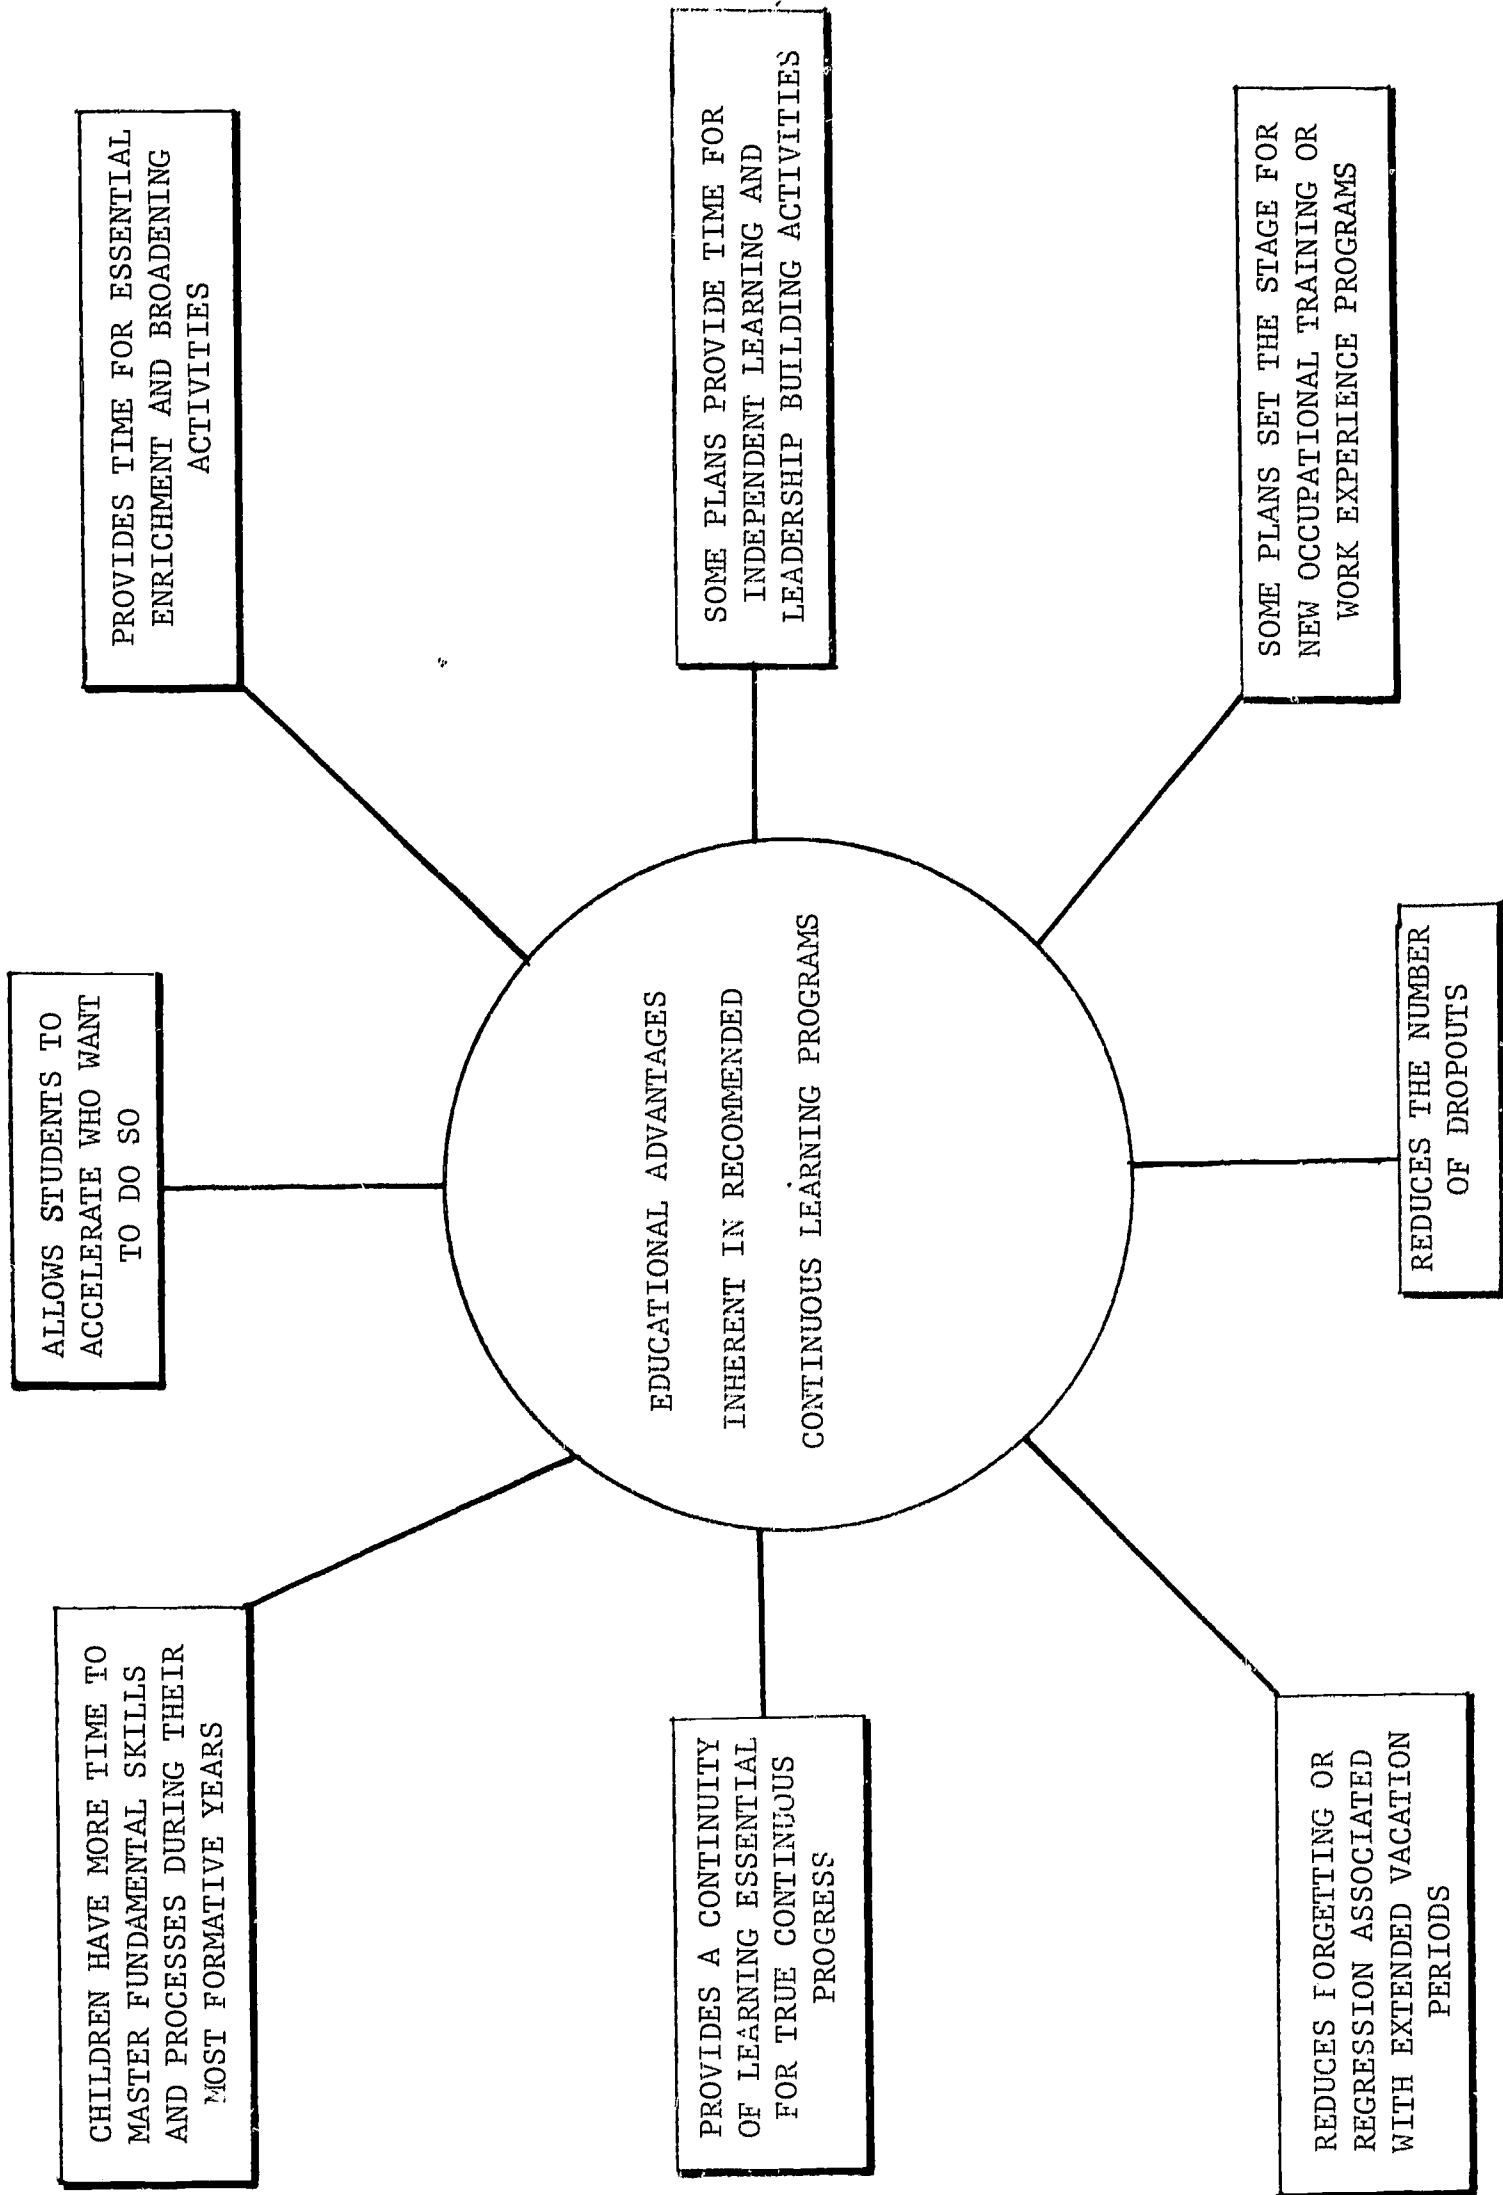 CHILDREN HAVE MORE TIME TO
MASTER FUNDAMENTAL SKILLS
AND PROCESSES DURING THEIR
MOST FORMATIVE YEARS
ALLOWS STUDENTS TO
ACCELERATE WHO WANT
TO DO SO
PROVIDES TIME FOR ESSENTIAL
ENRICHMENT AND BROADENING
ACTIVITIES
PROVIDES A CONTINUITY
OF LEARNING ESSENTIAL
FOR TRUE CONTINUOUS
PROGRESS
EDUCATIONAL ADVANTAGES
INHERENT IN RECOMMENDED
CONTINUOUS LEARNING PROGRAMS
SOME PLANS PROVIDE TIME FOR
INDEPENDENT LEARNING AND
LEADERSHIP BUILDING ACTIVITIES
REDUCES FORGETTING OR
REGRESSION ASSOCIATED
WITH EXTENDED VACATION
PERIODS
REDUCES THE NUMBER
OF DROPOUTS
SOME PLANS SET THE STAGE FOR
NEW OCCUPATIONAL TRAINING OR
WORK EXPERIENCE PROGRAMS